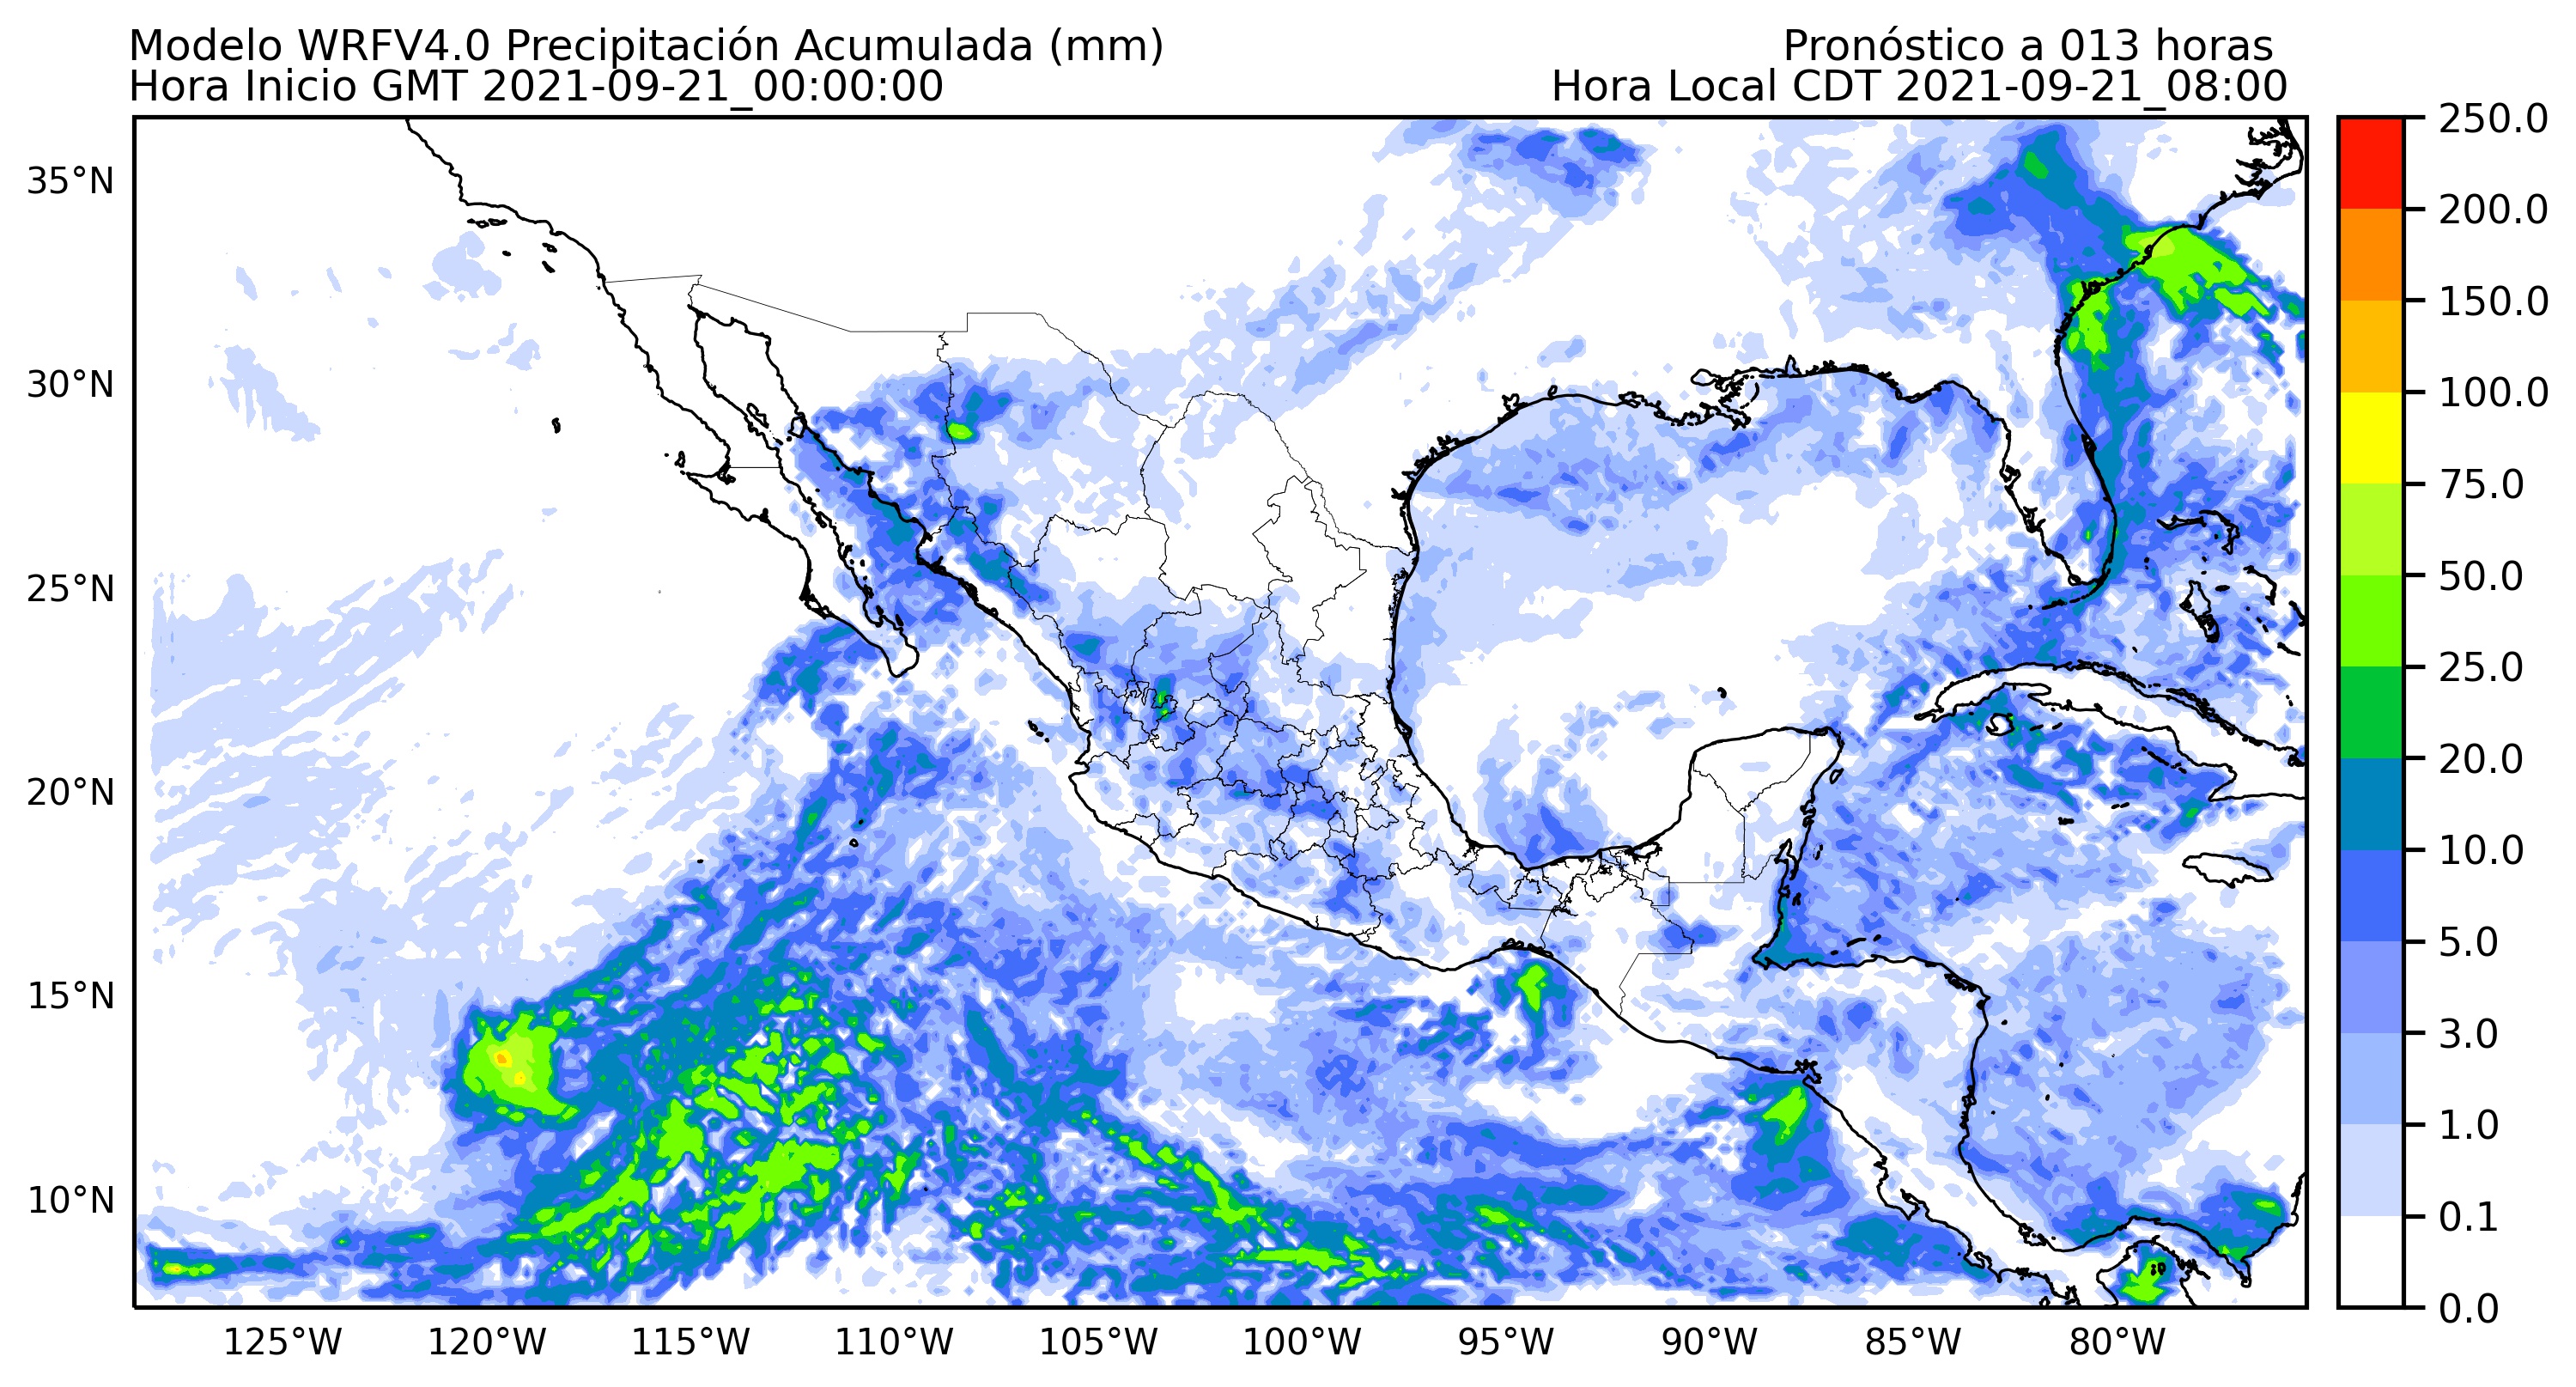 Modelo WRFV4.0 Precipitación Acumulada (mm)
Pronóstico a 013 horas
Hora Inicio GMT 2021-09-21_00:00:00
Hora Local CDT 2021-09-21_08:00
35°N
30°N
25°N
20°N
15°N
10°N
125°W
120°W
115°W
110°W
105°W
100°W
95°W
90°W
85°W
80°W
250.0
200.0
150.0
100.0
75.0
50.0
25.0
20.0
10.0
5.0
3.0
1.0
0.1
0.0